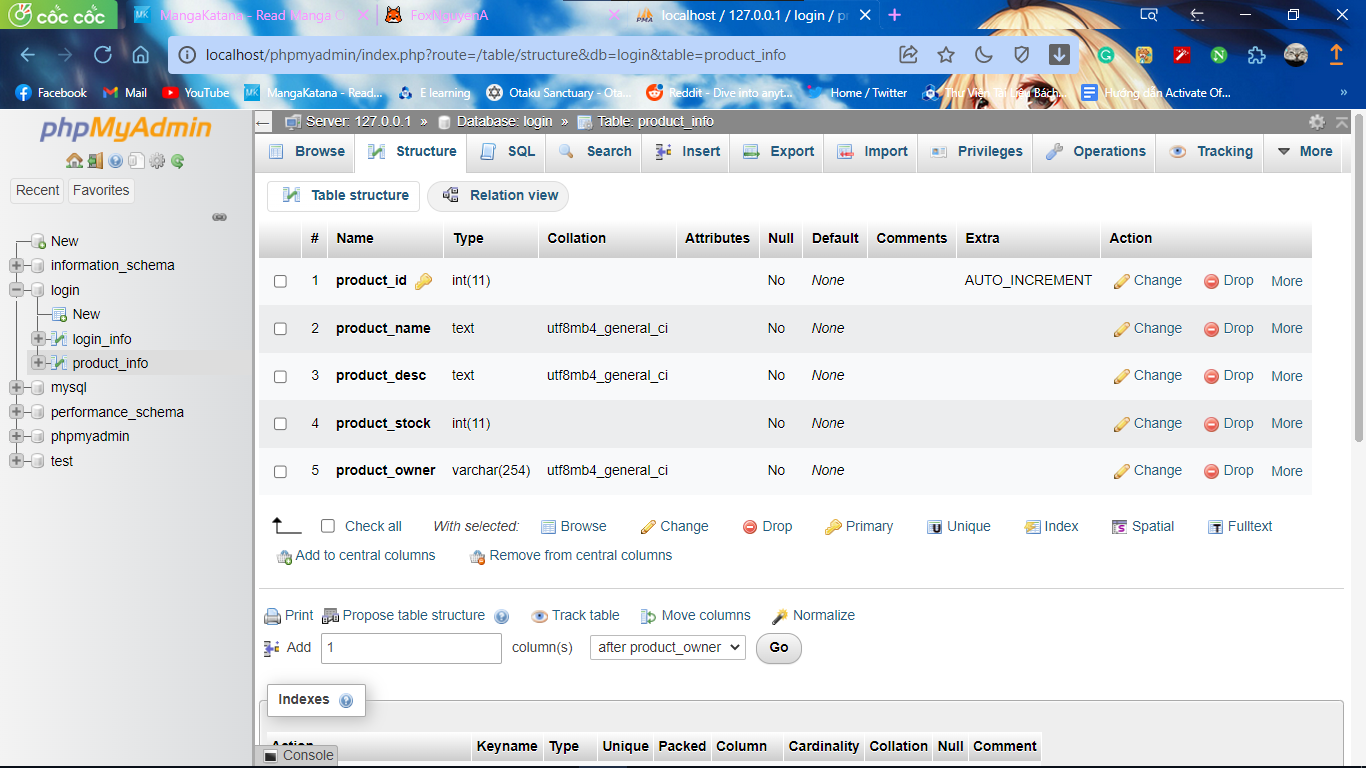 cốc cốc MangaKatana - Read Manga O FoxNguyenA localhost / 127.0.0.1 / login / pr
localhost/phpmyadmin/index.php?route=/table/structure&db=login&table=product_info
Facebook Mail YouTube MangaKatana - Read... E learning Otaku Sanctuary - Ota... Reddit - Dive into anyt... Home / Twitter Thư Viện Tài Liệu Bách... Hướng dẫn Activate Of... »
phpMyAdmin
Recent Favorites
New
information_schema
login
New
login_info
product_info
mysql
performance_schema
phpmyadmin
test
Server: 127.0.0.1 » Database: login » Table: product_info
Browse Structure SQL Search Insert Export Import Privileges Operations Tracking More
Table structure Relation view
# Name Type Collation Attributes Null Default Comments Extra Action
1 product_id int(11) No None AUTO_INCREMENT Change Drop More
2 product_name text utf8mb4_general_ci No None Change Drop More
3 product_desc text utf8mb4_general_ci No None Change Drop More
4 product_stock int(11) No None Change Drop More
5 product_owner varchar(254) utf8mb4_general_ci No None Change Drop More
Check all With selected: Browse Change Drop Primary Unique Index Spatial Fulltext
Add to central columns Remove from central columns
Print Propose table structure Track table Move columns Normalize
Add 1 column(s) after product_owner Go
Indexes
Action Keyname Type Unique Packed Column Cardinality Collation Null Comment
Console